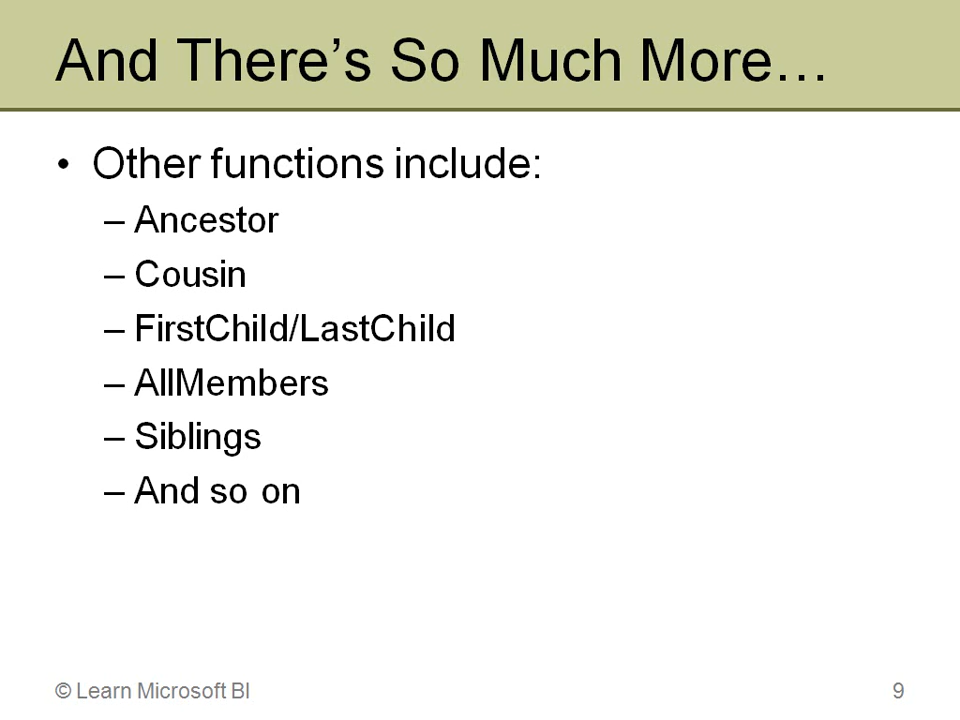 And There’s So Much More…
• Other functions include:
– Ancestor
– Cousin
– FirstChild/LastChild
– AllMembers
– Siblings
– And so on
© Learn Microsoft BI
9